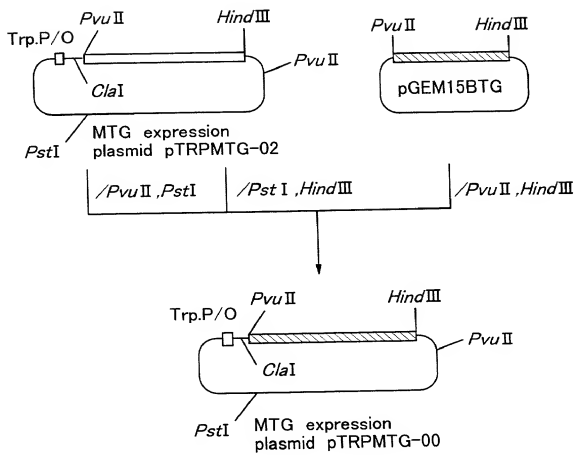 PvuⅡ
HindⅢ
Trp.P/O
PvuⅡ
ClaⅠ
PstⅠ
MTG expression
plasmid pTRPMTG-02
PvuⅡ
HindⅢ
pGEM15BTG
/PvuⅡ,PstⅠ
/PstⅠ,HindⅢ
/PvuⅡ,HindⅢ
PvuⅡ
HindⅢ
Trp.P/O
PvuⅡ
ClaⅠ
PstⅠ
MTG expression
plasmid pTRPMTG-00